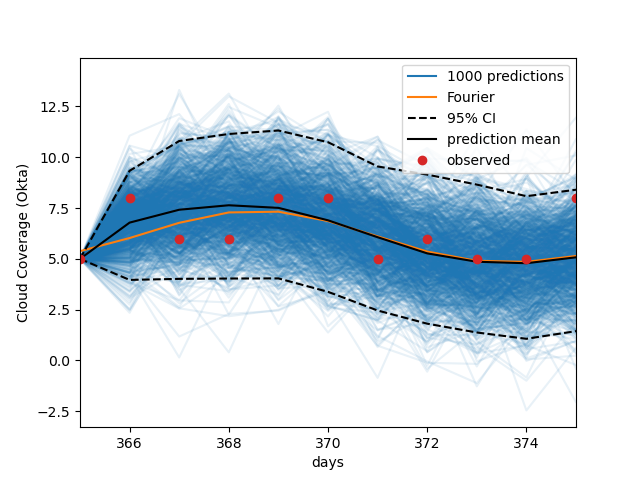 1000 predictions
Fourier
95% CI
prediction mean
observed
12.5
10.0
7.5
5.0
2.5
0.0
−2.5
Cloud Coverage (Okta)
366 368 370 372 374
days